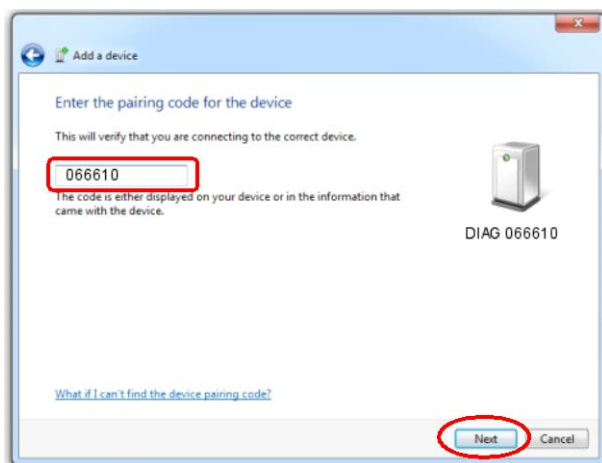 Add a device
Enter the pairing code for the device
This will verify that you are connecting to the correct device.
066610
The code is either displayed on your device or in the information that
came with the device.
DIAG 066610
What if I can't find the device pairing code?
Next
Cancel